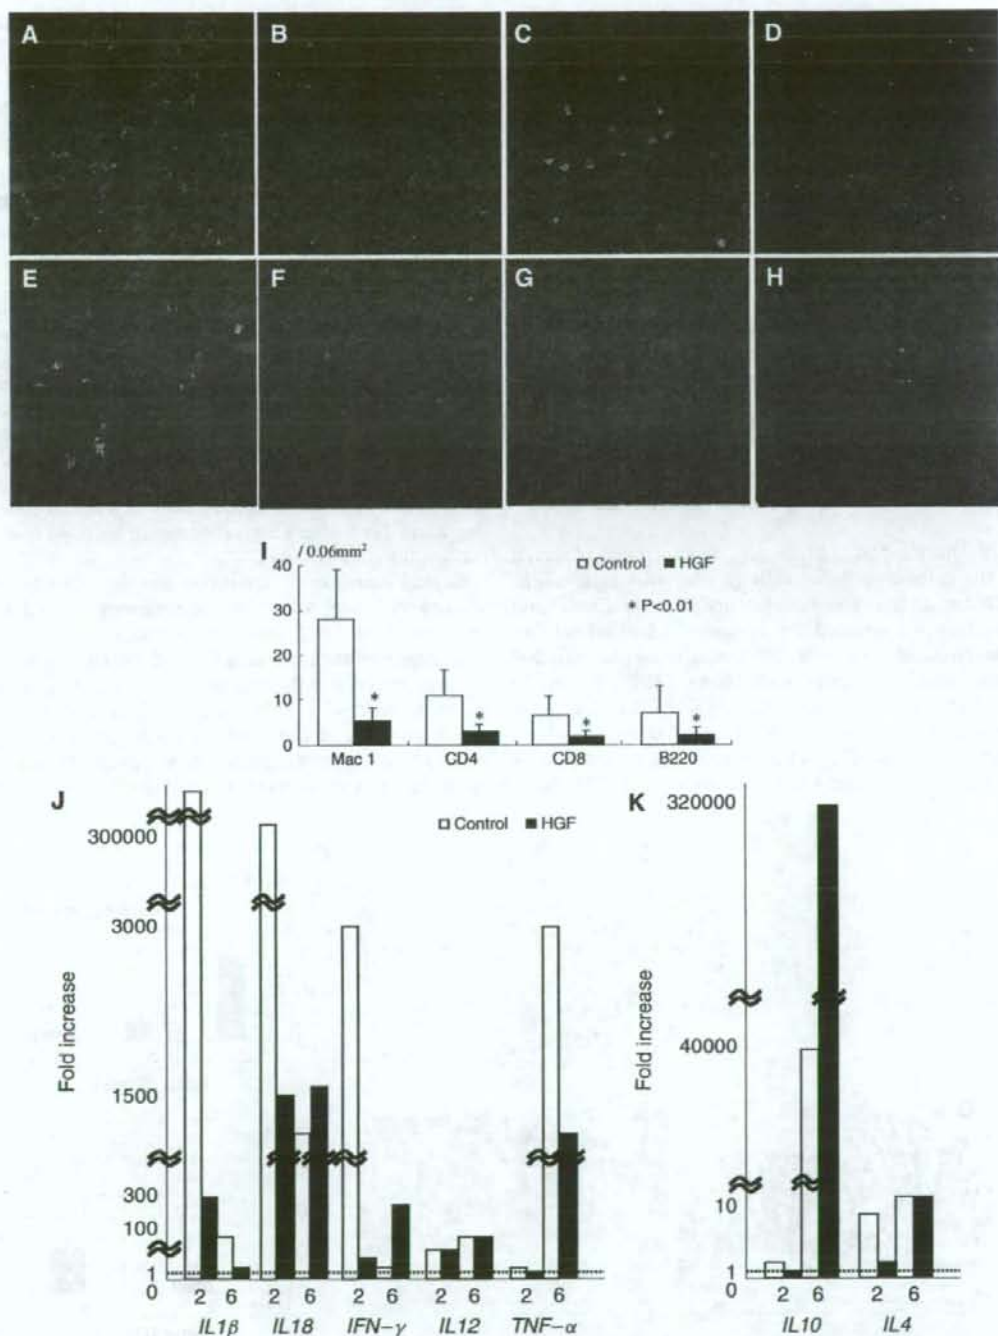 A B C D
E F G H
I / 0.06mm²
□ Control ■ HGF
* P<0.01
40
30
20
10
0
* * * *
Mac 1 CD4 CD8 B220
J
□ Control ■ HGF
Fold increase
300000
3000
1500
300
100
1
0
2 6 2 6 2 6 2 6 2 6
IL1β IL18 IFN-γ IL12 TNF-α
K
Fold increase
320000
40000
10
1
0
2 6 2 6
IL10 IL4